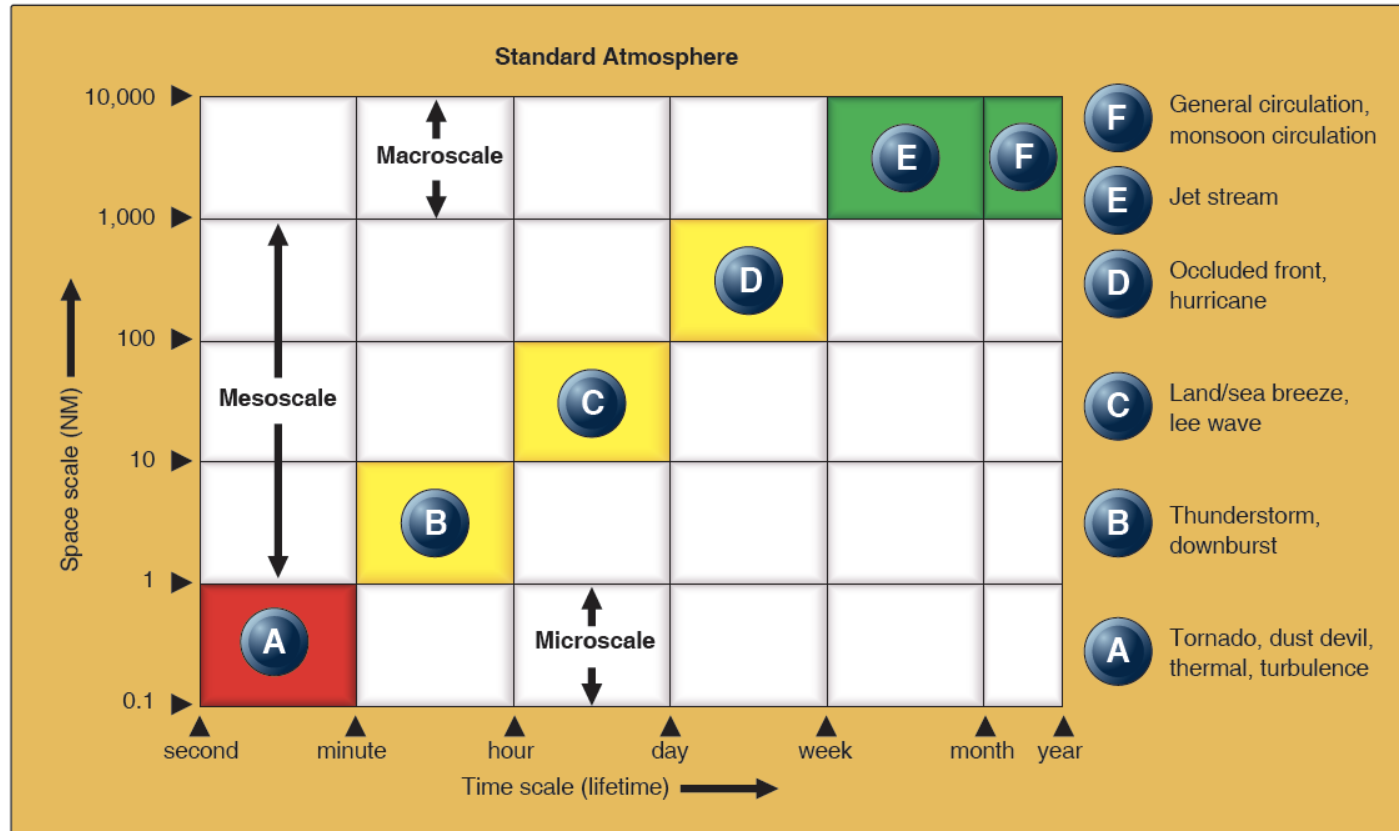 Standard Atmosphere
10,000
1,000
100
10
1
0.1
Space scale (NM)
Macroscale
Mesoscale
Microscale
E
F
D
C
B
A
second
minute
hour
day
week
month
year
Time scale (lifetime)
F
General circulation,
monsoon circulation
E
Jet stream
D
Occluded front,
hurricane
C
Land/sea breeze,
lee wave
B
Thunderstorm,
downburst
A
Tornado, dust devil,
thermal, turbulence